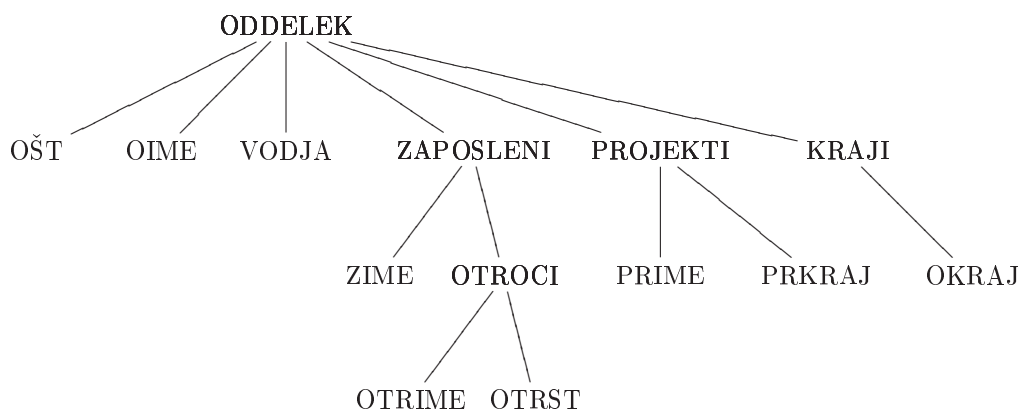 ODDELEK
OŠT OIME VODJA ZAPOSLENI PROJEKTI KRAJI
ZIME OTROCI PRIME PRKRAJ OKRAJ
OTRIME OTRST